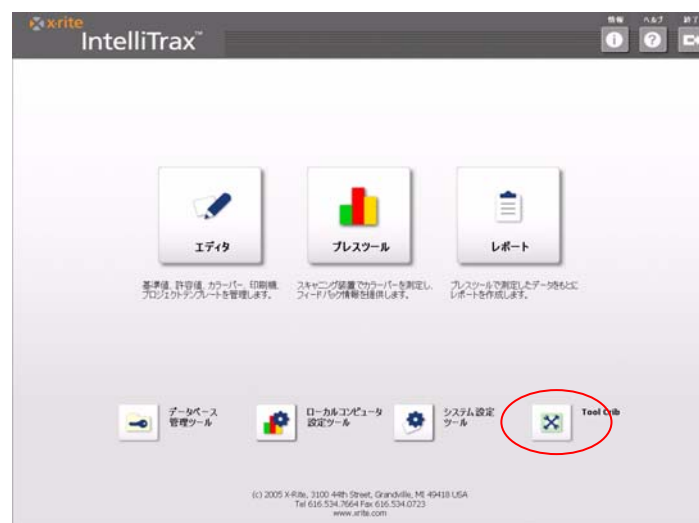 x·rite
IntelliTrax™
情報 ヘルプ 終了
エディタ
プレスツール
レポート
基準値、許容値、カラーバー、印刷機、
プロジェクトテンプレートを管理します。
スキャニング装置でカラーバーを測定し、
フィードバック情報を提供します。
プレスツールで測定したデータをもとに
レポートを作成します。
データベース
管理ツール
ローカルコンピュータ
設定ツール
システム設定
ツール
Tool Crib
(c) 2005 X-Rite, 3100 44th Street, Grandville, MI 49418 USA
Tel 616.534.7664 Fax 616.534.0723
www.xrite.com